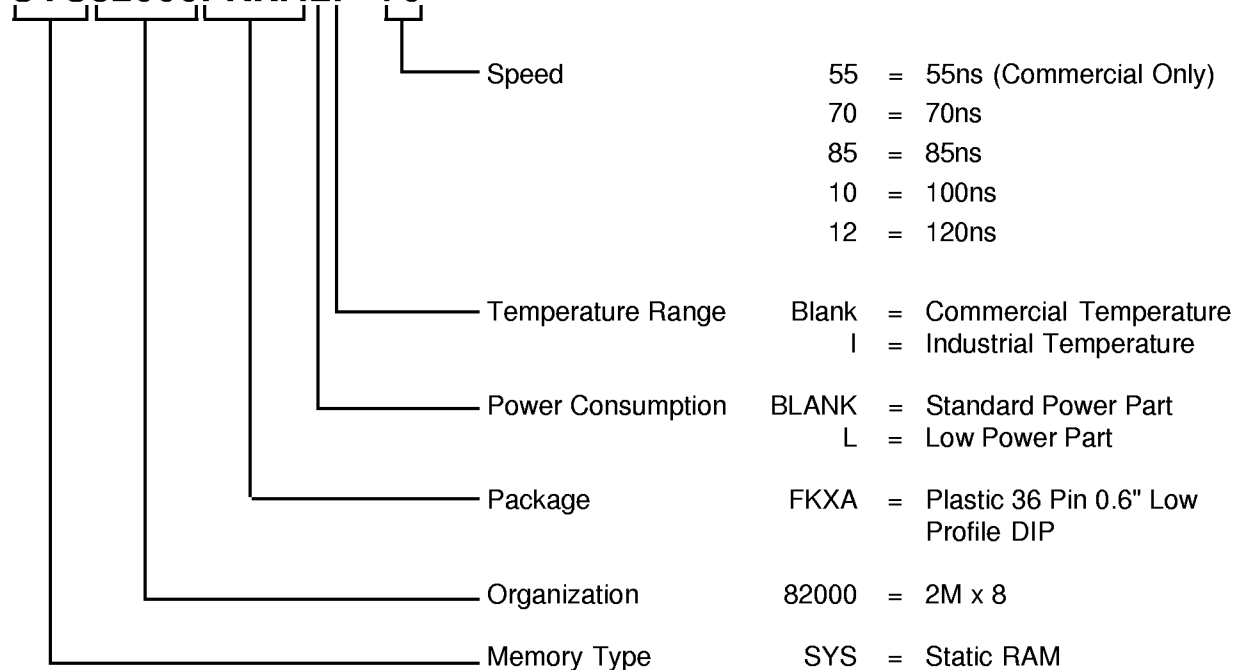 Speed 55 = 55ns (Commercial Only)
70 = 70ns
85 = 85ns
10 = 100ns
12 = 120ns
Temperature Range Blank = Commercial Temperature
I = Industrial Temperature
Power Consumption BLANK = Standard Power Part
L = Low Power Part
Package FKXA = Plastic 36 Pin 0.6" Low
Profile DIP
Organization 82000 = 2M x 8
Memory Type SYS = Static RAM